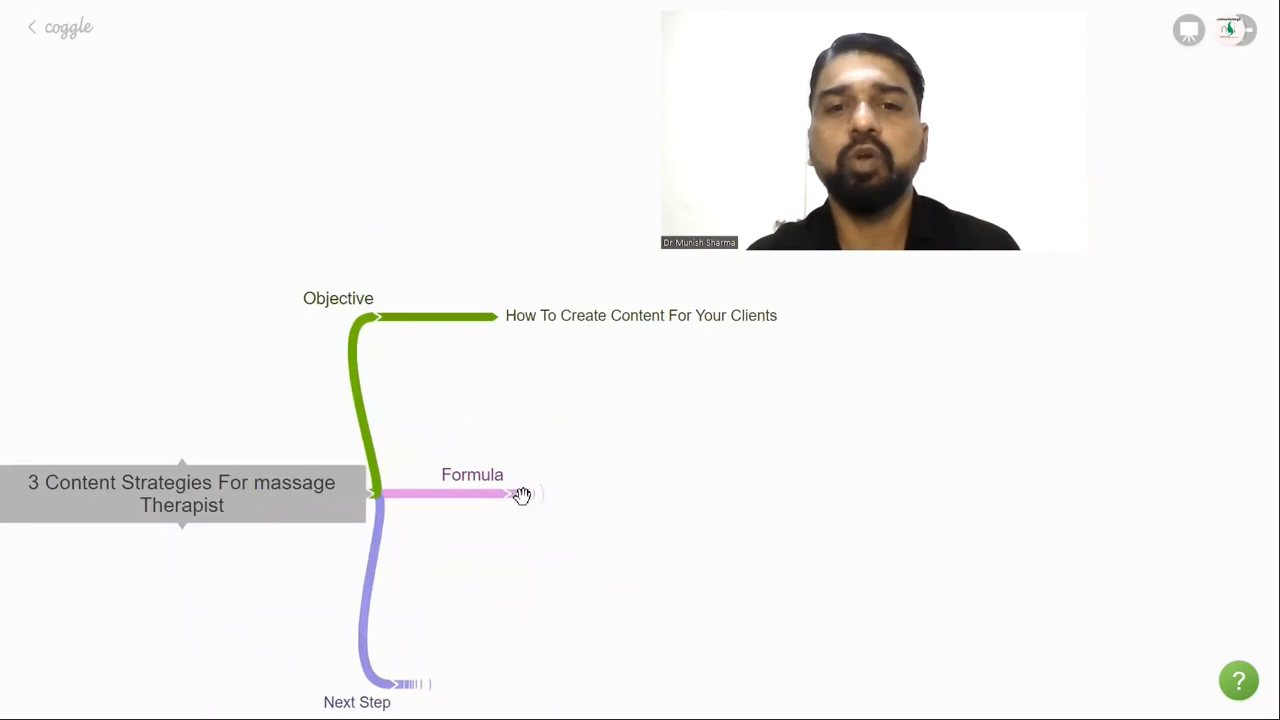 coggle
Dr Munish Sharma
Objective
How To Create Content For Your Clients
Formula
3 Content Strategies For massage
Therapist
Next Step
?